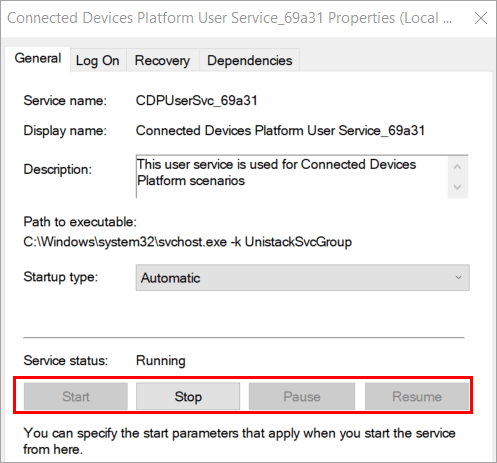 Connected Devices Platform User Service_69a31 Properties (Local ...
General Log On Recovery Dependencies
Service name: CDPUserSvc_69a31
Display name: Connected Devices Platform User Service_69a31
Description: This user service is used for Connected Devices
Platform scenarios
Path to executable:
C:\Windows\system32\svchost.exe -k UnistackSvcGroup
Startup type: Automatic
Service status: Running
Start Stop Pause Resume
You can specify the start parameters that apply when you start the service
from here.